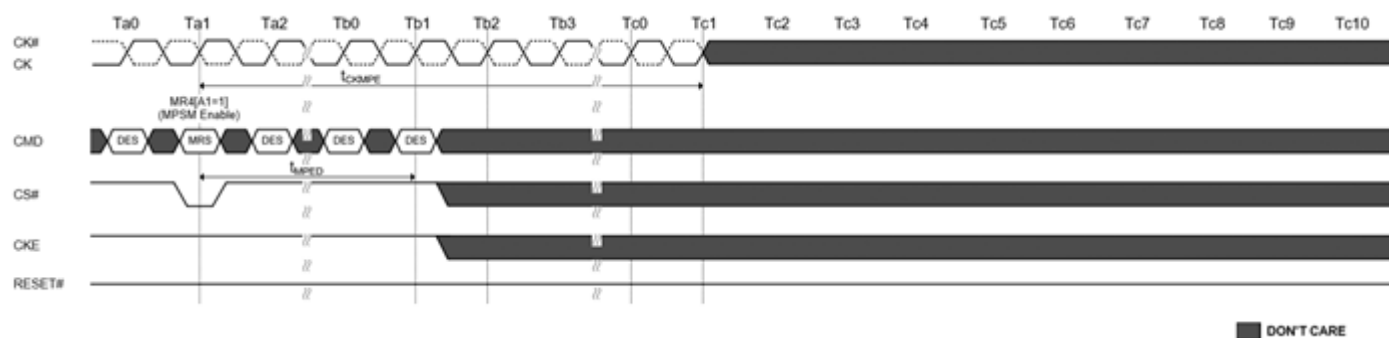 Ta0 Ta1 Ta2 Tb0 Tb1 Tb2 Tb3 Tc0 Tc1 Tc2 Tc3 Tc4 Tc5 Tc6 Tc7 Tc8 Tc9 Tc10
CK#
CK
tCKMPE
MR4[A1=1]
(MPSM Enable)
CMD DES MRS DES DES DES
tMPED
CS#
CKE
RESET#
DON'T CARE